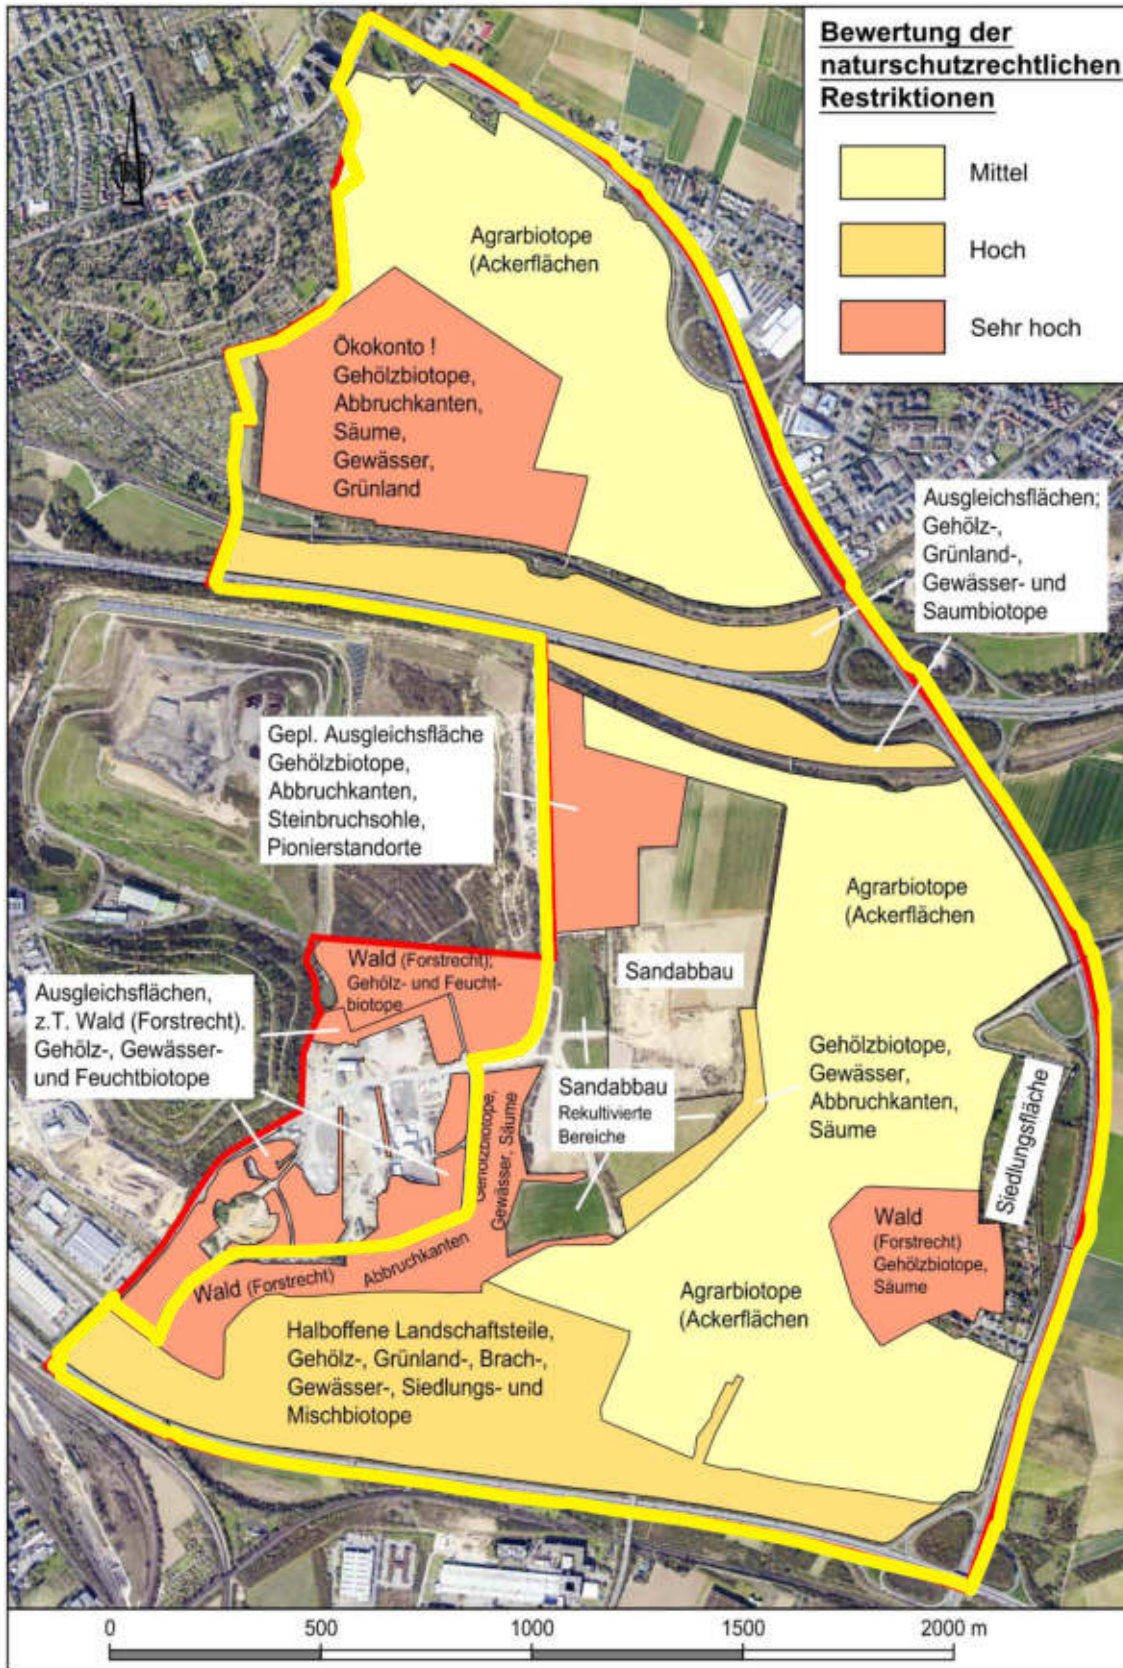 Bewertung der
naturschutzrechtlichen
Restriktionen
Mittel
Hoch
Sehr hoch
Agrarbiotope
(Ackerflächen
Ökokonto !
Gehölzbiotope,
Abbruchkanten,
Säume,
Gewässer,
Grünland
Ausgleichsflächen;
Gehölz-,
Grünland-,
Gewässer- und
Saumbiotope
Gepl. Ausgleichsfläche
Gehölzbiotope,
Abbruchkanten,
Steinbruchsohle,
Pionierstandorte
Agrarbiotope
(Ackerflächen
Wald (Forstrecht);
Gehölz- und Feucht-
biotope
Sandabbau
Ausgleichsflächen,
z.T. Wald (Forstrecht).
Gehölz-, Gewässer-
und Feuchtbiotope
Gehölzbiotope,
Gewässer,
Abbruchkanten,
Säume
Sandabbau
Rekultivierte
Bereiche
Gehölzbiotope,
Gewässer, Säume
Siedlungsfläche
Wald
(Forstrecht)
Gehölzbiotope,
Säume
Wald (Forstrecht)
Abbruchkanten
Agrarbiotope
(Ackerflächen
Halboffene Landschaftsteile,
Gehölz-, Grünland-, Brach-,
Gewässer-, Siedlungs- und
Mischbiotope
0 500 1000 1500 2000 m